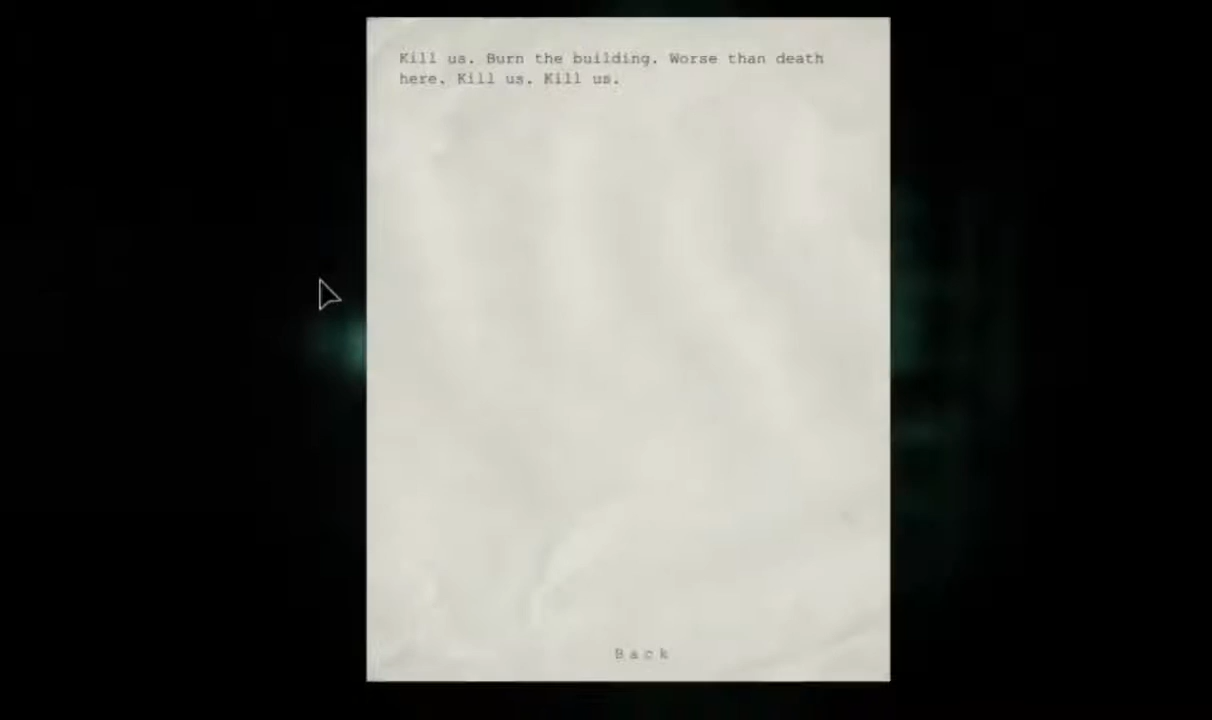 Kill us. Burn the building. Worse than death
here. Kill us. Kill us.
Back